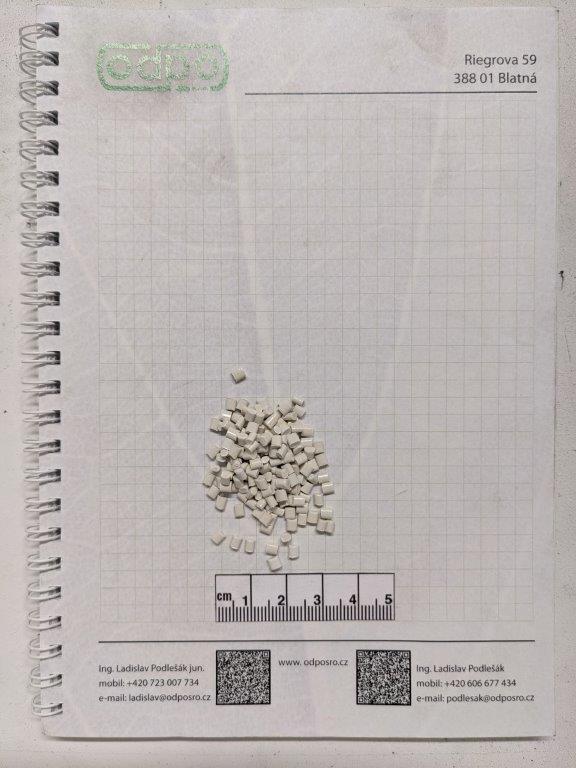 odpo
Riegrova 59
388 01 Blatná
cm 1 2 3 4 5
Ing. Ladislav Podlešák jun.
mobil: +420 723 007 734
e-mail: ladislav@odposro.cz
www. odposro.cz
Ing. Ladislav Podlešák
mobil: +420 606 677 434
e-mail: podlesak@odposro.cz